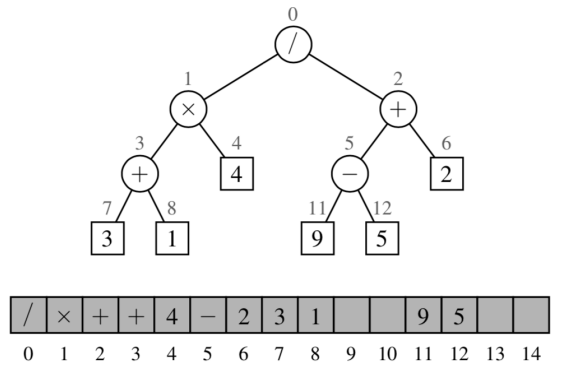 0
/
1 2
× +
3 4 5 6
+ 4 − 2
7 8 11 12
3 1 9 5
/ × + + 4 − 2 3 1 9 5
0 1 2 3 4 5 6 7 8 9 10 11 12 13 14